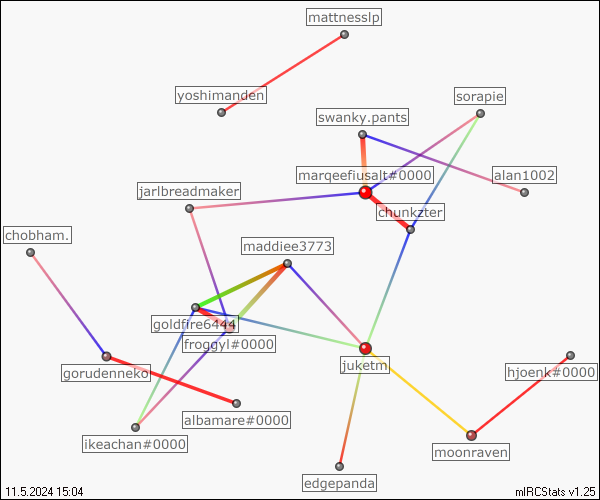 mattnesslp
yoshimanden
sorapie
swanky.pants
marqeefiusalt#0000
alan1002
jarlbreadmaker
chunkzter
chobham.
maddiee3773
goldfire6444
froggyl#0000
juketm
hjoenk#0000
gorudenneko
albamare#0000
ikeachan#0000
moonraven
edgepanda
11.5.2024 15:04
mIRCStats v1.25